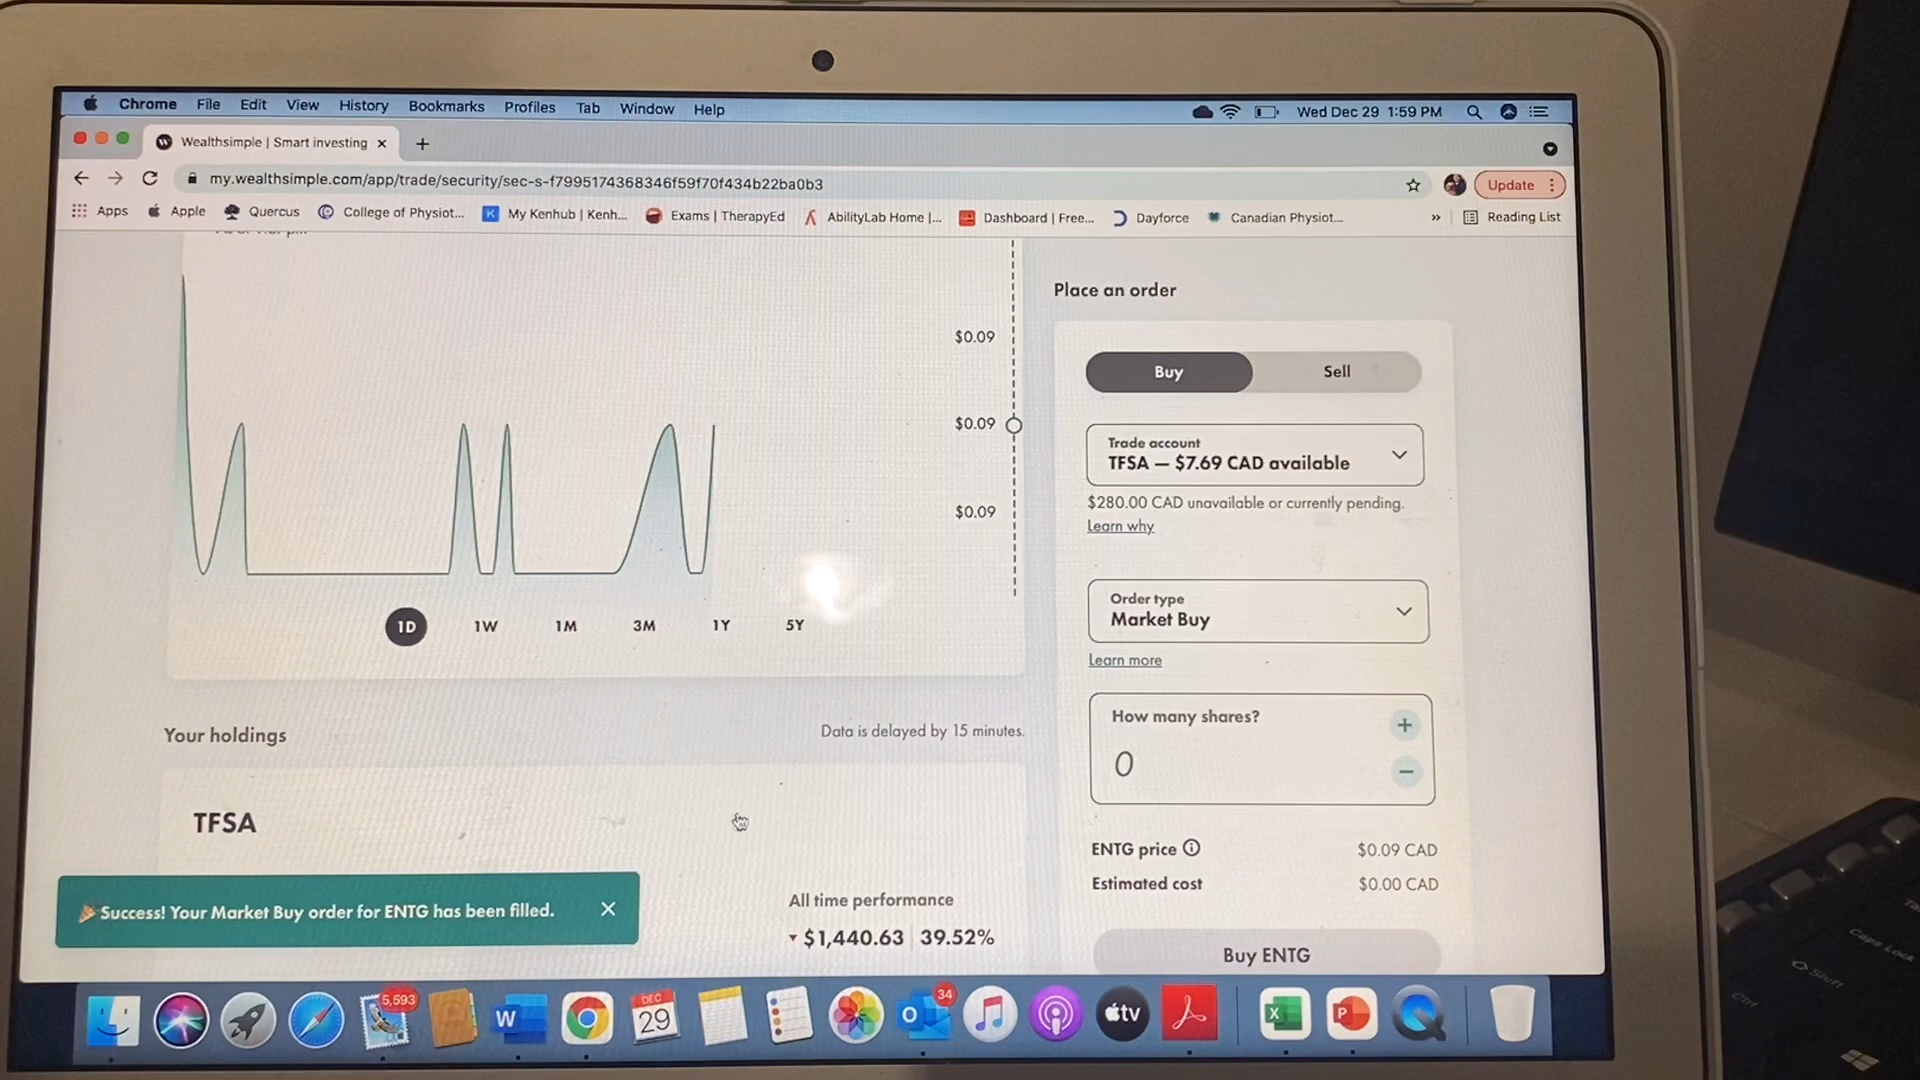 Chrome File Edit View History Bookmarks Profiles Tab Window Help
Wed Dec 29 1:59 PM
Wealthsimple | Smart investing
my.wealthsimple.com/app/trade/security/sec-s-f7995174368346f59f70f434b22ba0b3
Update
Apps Apple Quercus College of Physiot... My Kenhub | Kenh... Exams | TherapyEd AbilityLab Home |... Dashboard | Free... Dayforce Canadian Physiot... » Reading List
$0.09
$0.09
$0.09
1D 1W 1M 3M 1Y 5Y
Place an order
Buy Sell
Trade account
TFSA — $7.69 CAD available
$280.00 CAD unavailable or currently pending.
Learn why
Order type
Market Buy
Learn more
How many shares?
0
ENTG price $0.09 CAD
Estimated cost $0.00 CAD
Buy ENTG
Your holdings
Data is delayed by 15 minutes.
TFSA
Success! Your Market Buy order for ENTG has been filled.
All time performance
$1,440.63 39.52%
5,593
W
DEC
29
34
O
tv
X
P
Caps Lock
Shift
Ctrl